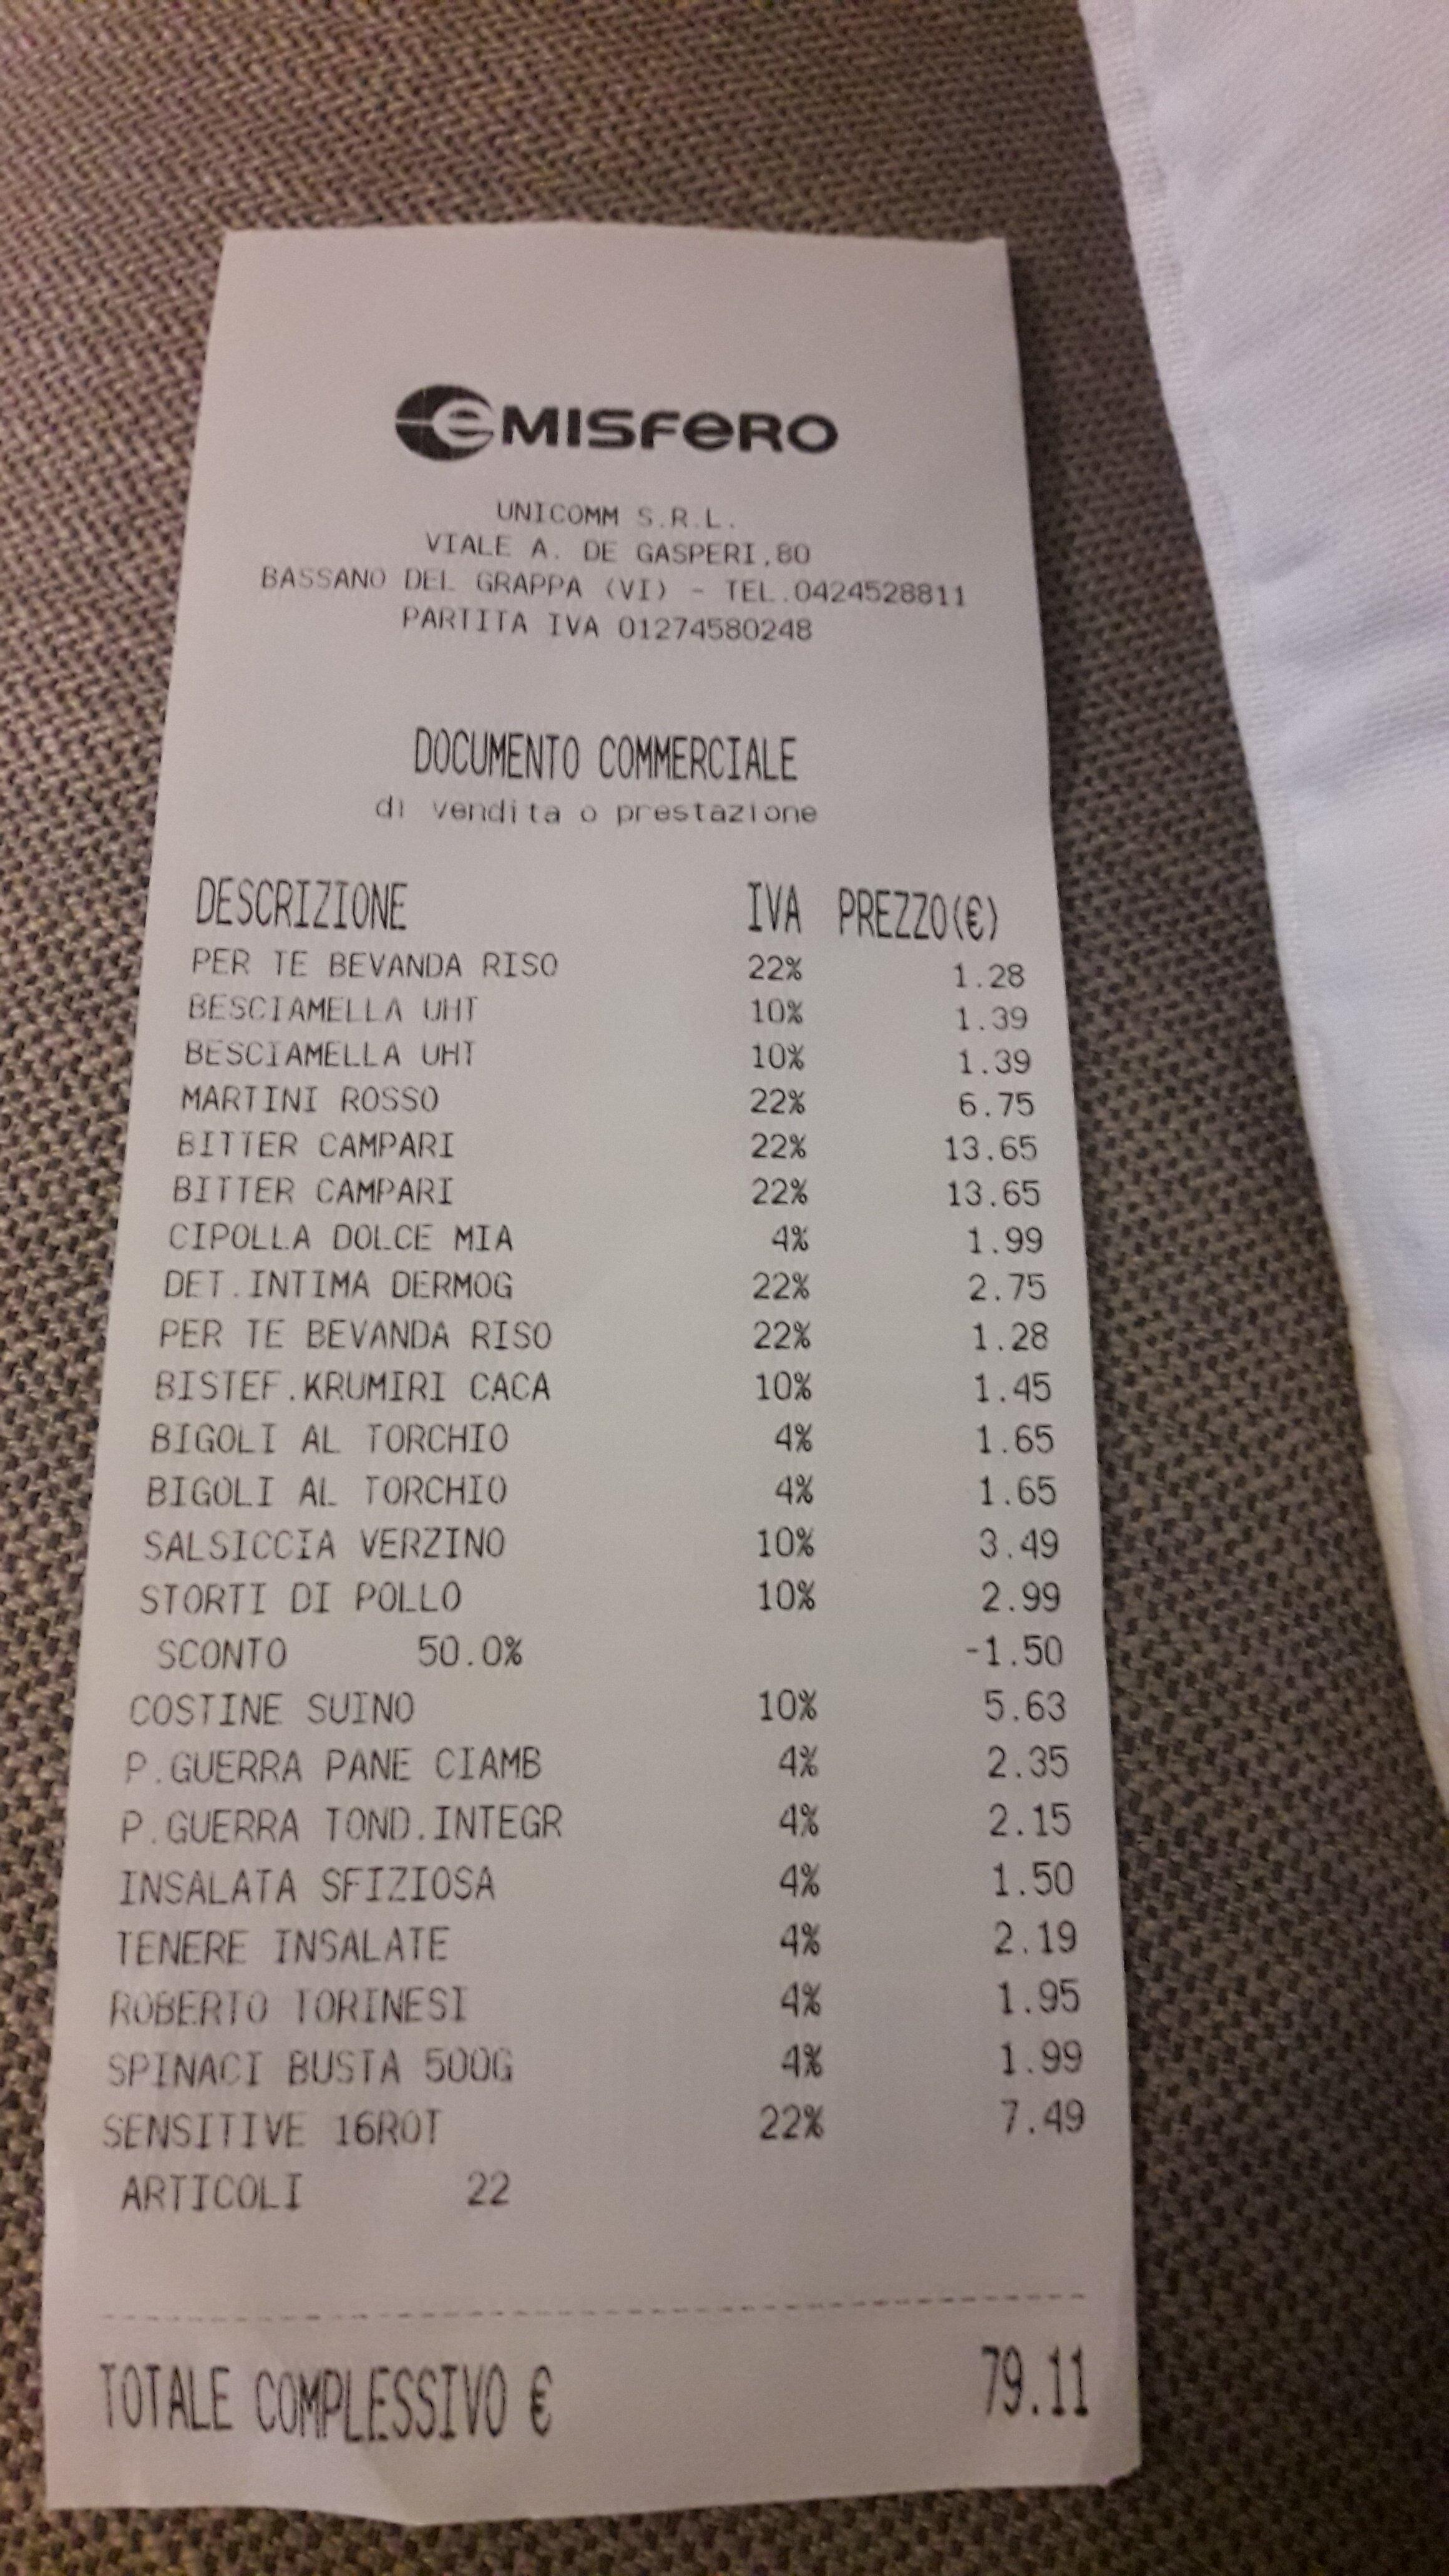 eMISFERO
UNICOMM S.R.L.
VIALE A. DE GASPERI,80
BASSANO DEL GRAPPA (VI) - TEL.0424528811
PARTITA IVA 01274580248
DOCUMENTO COMMERCIALE
di vendita o prestazione
DESCRIZIONE IVA PREZZO(€)
PER TE BEVANDA RISO 22% 1.28
BESCIAMELLA UHT 10% 1.39
BESCIAMELLA UHT 10% 1.39
MARTINI ROSSO 22% 6.75
BITTER CAMPARI 22% 13.65
BITTER CAMPARI 22% 13.65
CIPOLLA DOLCE MIA 4% 1.99
DET.INTIMA DERMOG 22% 2.75
PER TE BEVANDA RISO 22% 1.28
BISTEF.KRUMIRI CACA 10% 1.45
BIGOLI AL TORCHIO 4% 1.65
BIGOLI AL TORCHIO 4% 1.65
SALSICCIA VERZINO 10% 3.49
STORTI DI POLLO 10% 2.99
SCONTO 50.0% -1.50
COSTINE SUINO 10% 5.63
P.GUERRA PANE CIAMB 4% 2.35
P.GUERRA TOND.INTEGR 4% 2.15
INSALATA SFIZIOSA 4% 1.50
TENERE INSALATE 4% 2.19
ROBERTO TORINESI 4% 1.95
SPINACI BUSTA 500G 4% 1.99
SENSITIVE 16ROT 22% 7.49
ARTICOLI 22
TOTALE COMPLESSIVO € 79.11